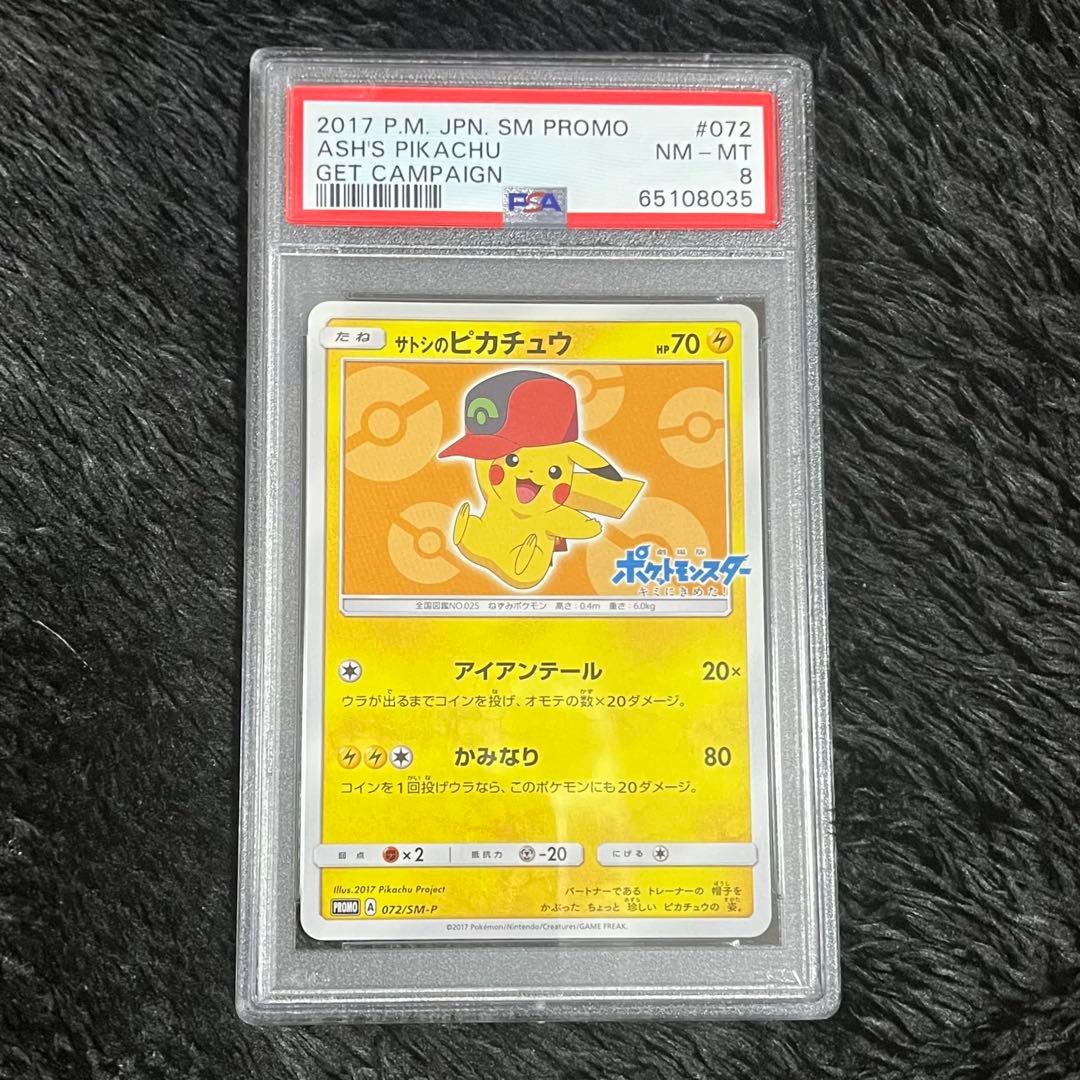 2017 P.M. JPN. SM PROMO #072
ASH'S PIKACHU NM - MT
GET CAMPAIGN 8
PSA 65108035
たね サトシのピカチュウ HP70
劇場版
ポケットモンスター
キミにきめた!
全国図鑑NO.025 ねずみポケモン 高さ:0.4m 重さ:6.0kg
アイアンテール 20×
ウラが出るまでコインを投げ、オモテの数×20ダメージ。
かみなり 80
コインを1回投げウラなら、このポケモンにも20ダメージ。
弱点 ×2 抵抗力 -20 にげる
Illus.2017 Pikachu Project
PROMO A 072/SM-P
パートナーである トレーナーの 帽子を
かぶった ちょっと 珍しい ピカチュウの 姿。
©2017 Pokémon/Nintendo/Creatures/GAME FREAK.